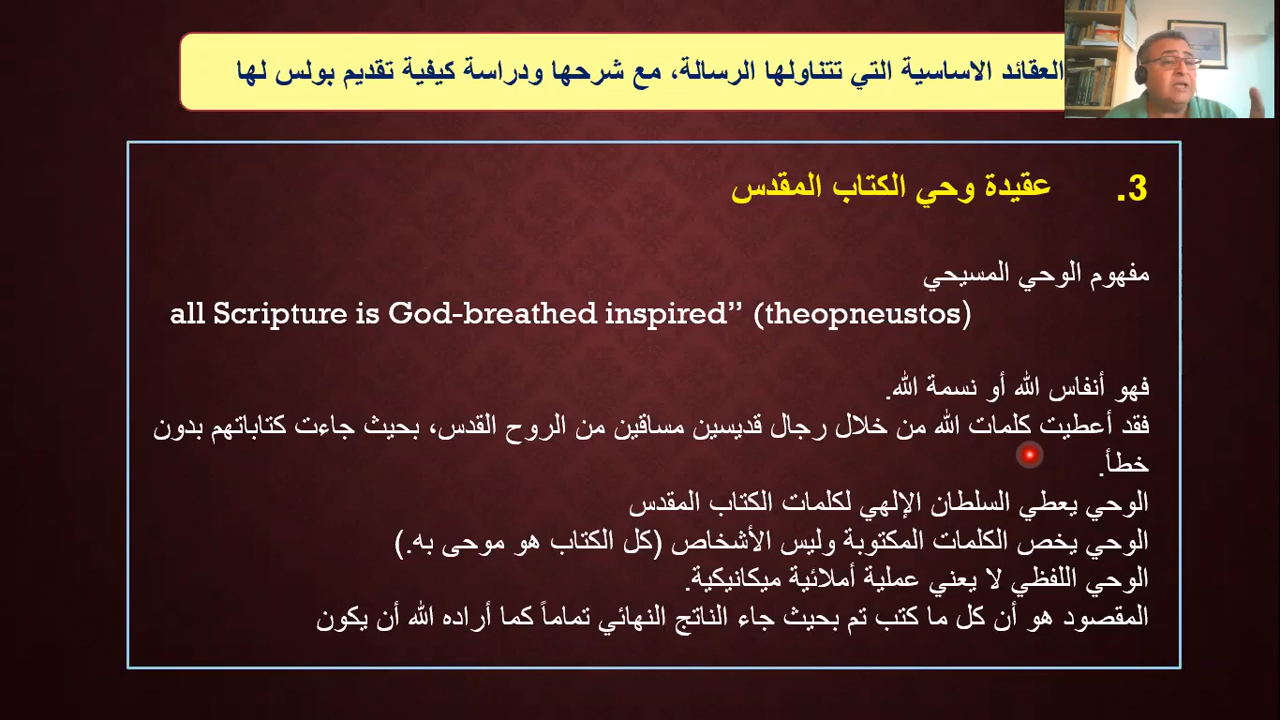 العقائد الاساسية التي تتناولها الرسالة، مع شرحها ودراسة كيفية تقديم بولس لها
3. عقيدة وحي الكتاب المقدس
مفهوم الوحي المسيحي
all Scripture is God-breathed inspired” (theopneustos)
فهو أنفاس الله أو نسمة الله.
فقد أعطيت كلمات الله من خلال رجال قديسين مساقين من الروح القدس، بحيث جاءت كتاباتهم بدون
خطأ.
الوحي يعطي السلطان الإلهي لكلمات الكتاب المقدس
الوحي يخص الكلمات المكتوبة وليس الأشخاص (كل الكتاب هو موحى به.)
الوحي اللفظي لا يعني عملية أملائية ميكانيكية.
المقصود هو أن كل ما كتب تم بحيث جاء الناتج النهائي تماماً كما أراده الله أن يكون